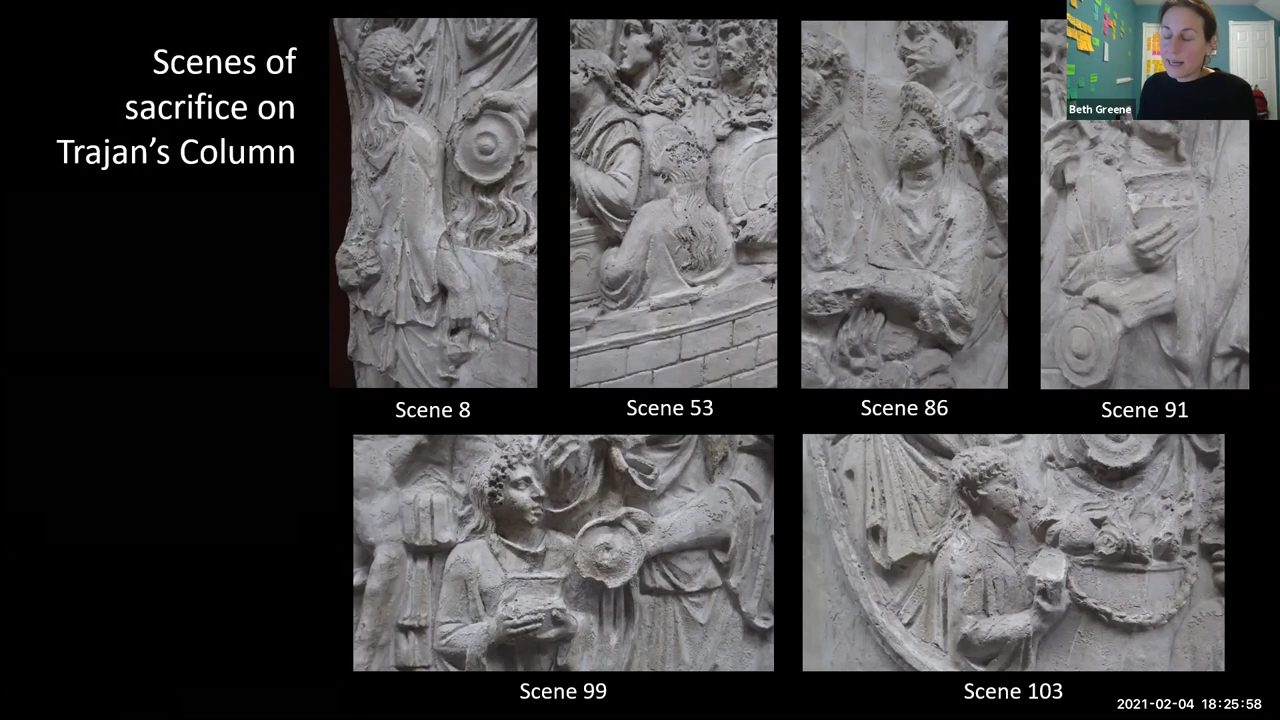 Scenes of
sacrifice on
Trajan's Column
Beth Greene
Scene 8
Scene 53
Scene 86
Scene 91
Scene 99
Scene 103
2021-02-04 18:25:58